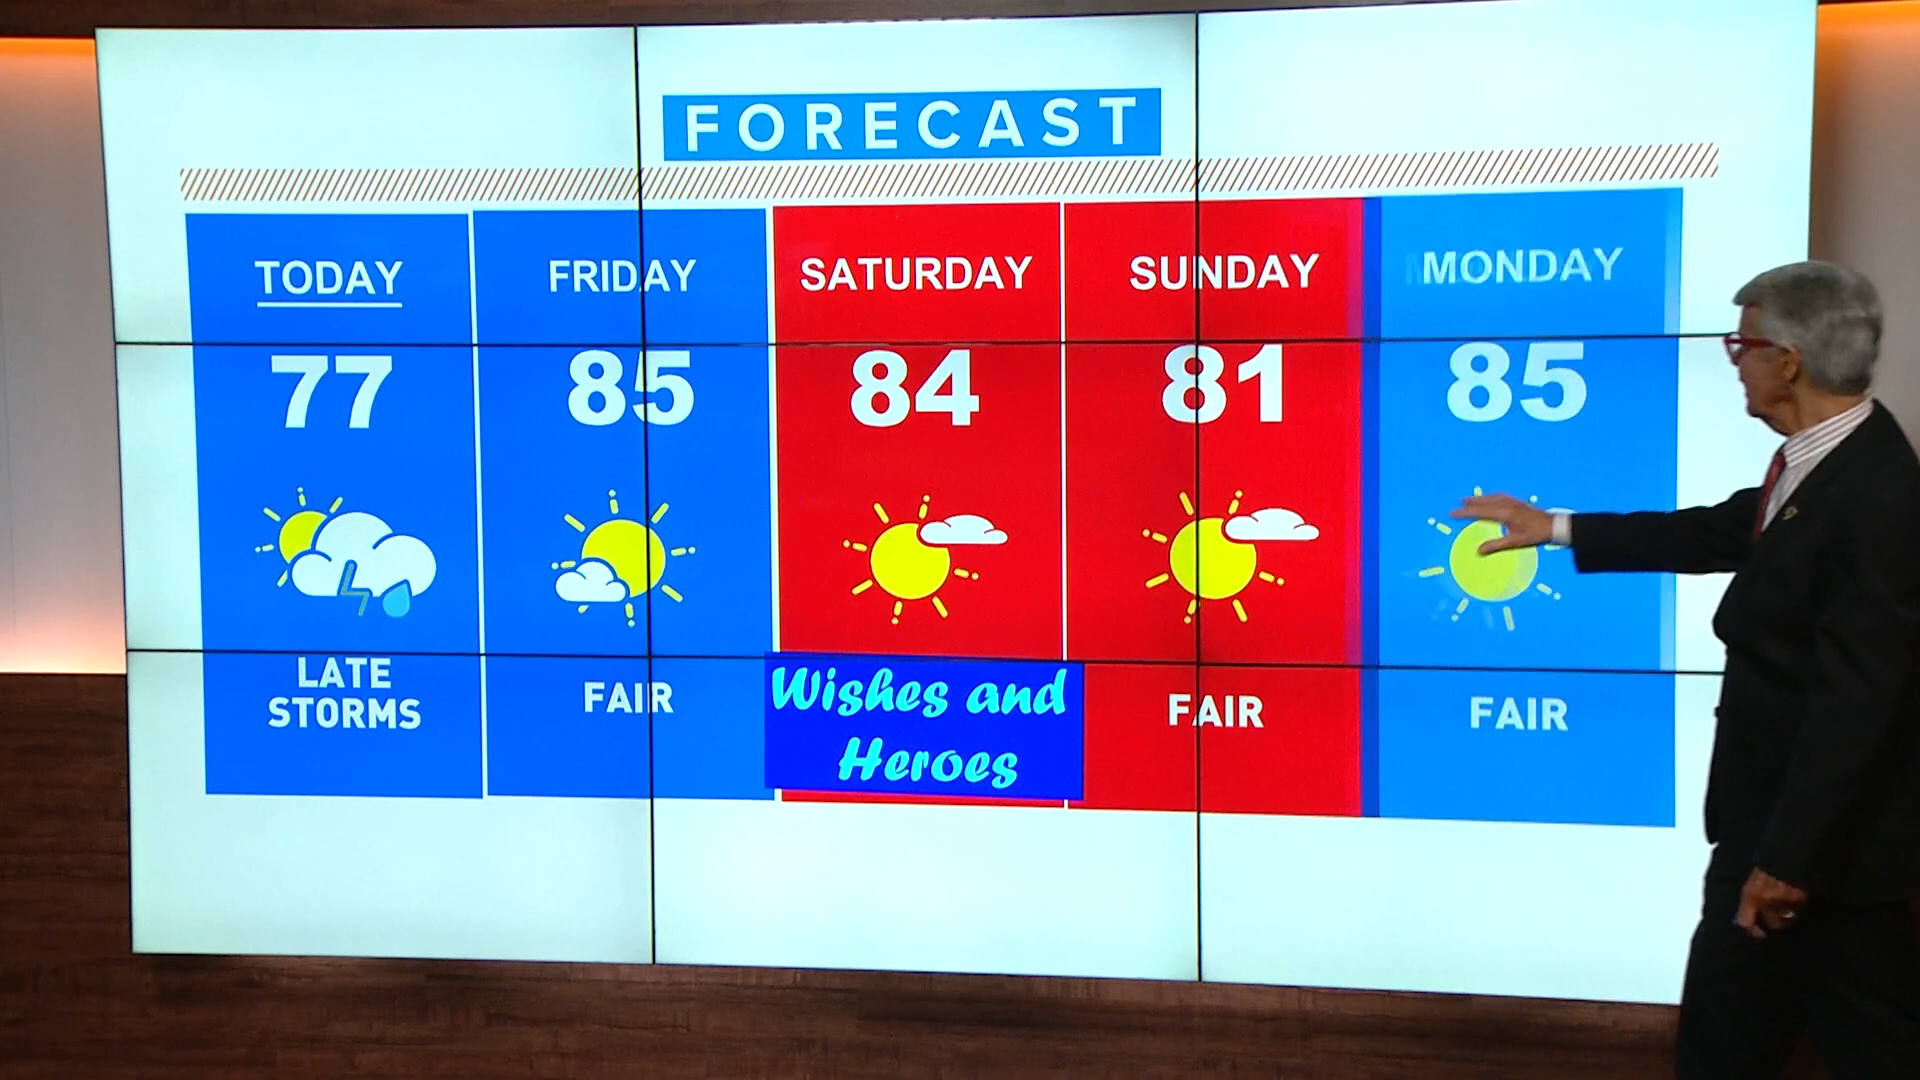 FORECAST
TODAY
77
LATE
STORMS
FRIDAY
85
FAIR
SATURDAY
84
Wishes and
Heroes
SUNDAY
81
FAIR
MONDAY
85
FAIR